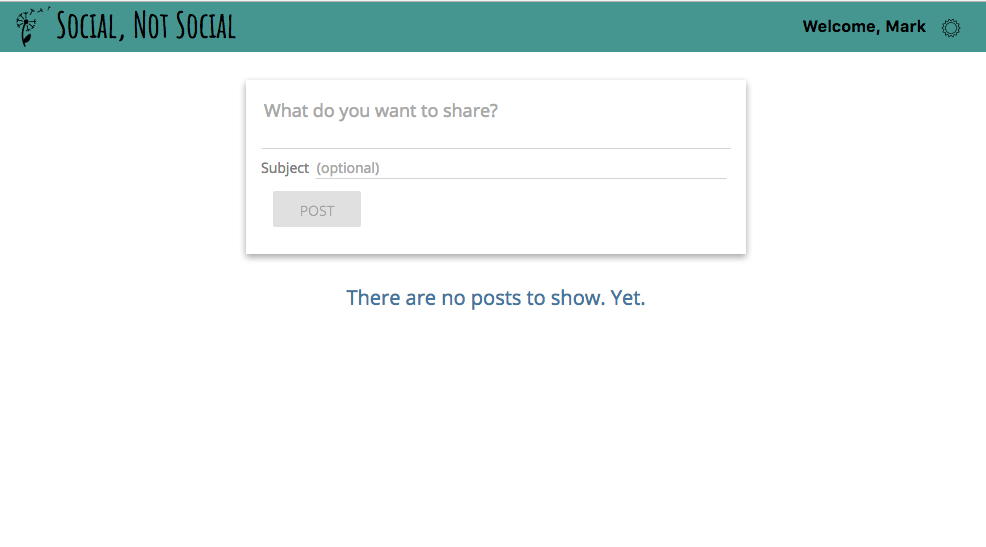 Social, Not Social
Welcome, Mark
What do you want to share?
Subject (optional)
POST
There are no posts to show. Yet.